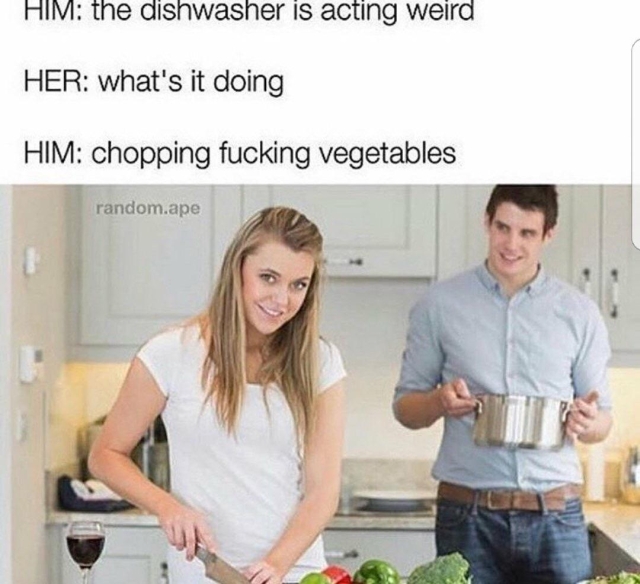 HIM: the dishwasher is acting weird
HER: what's it doing
HIM: chopping fucking vegetables
random.ape